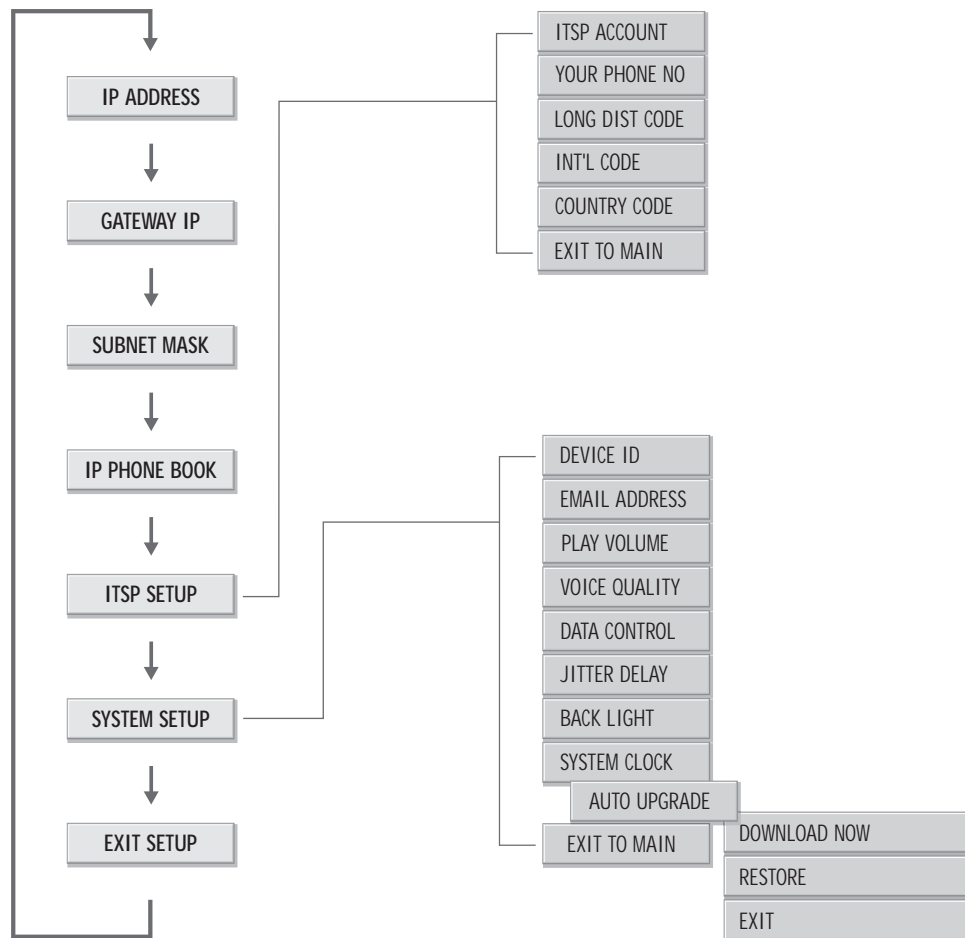 IP ADDRESS
GATEWAY IP
SUBNET MASK
IP PHONE BOOK
ITSP SETUP
SYSTEM SETUP
EXIT SETUP
ITSP ACCOUNT
YOUR PHONE NO
LONG DIST CODE
INT'L CODE
COUNTRY CODE
EXIT TO MAIN
DEVICE ID
EMAIL ADDRESS
PLAY VOLUME
VOICE QUALITY
DATA CONTROL
JITTER DELAY
BACK LIGHT
SYSTEM CLOCK
AUTO UPGRADE
EXIT TO MAIN
DOWNLOAD NOW
RESTORE
EXIT